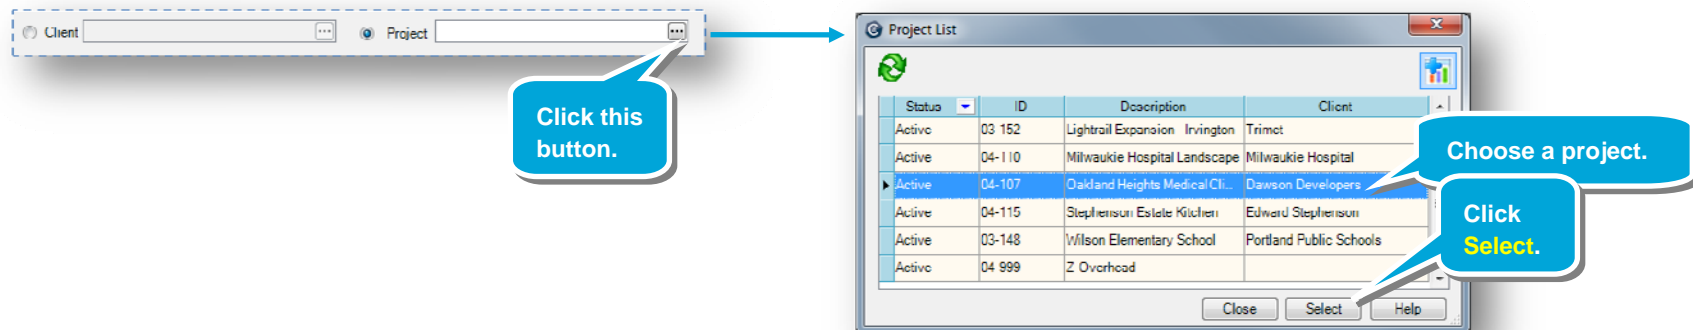 Client ... Project ...
Click this
button.
Project List
Status ID Description Client
Active 03-152 Lightrail Expansion Irvington Trimet
Active 04-110 Milwaukie Hospital Landscape Milwaukie Hospital
Active 04-107 Oakland Heights Medical Cli... Dawson Developers
Active 04-115 Stephenson Estate Kitchen Edward Stephenson
Active 03-148 Wilson Elementary School Portland Public Schools
Active 04-999 Z Overhead
Choose a project.
Click
Select.
Close Select Help